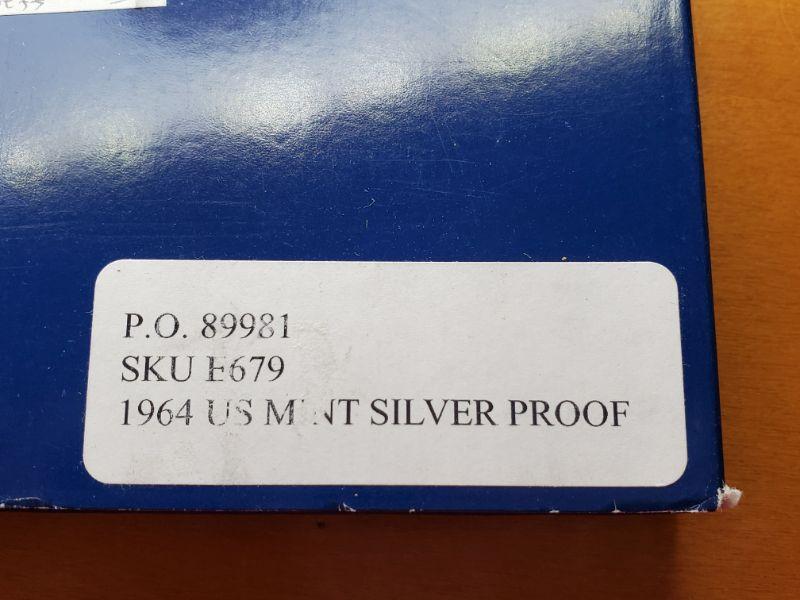 P.O. 89981
SKU E679
1964 US MINT SILVER PROOF